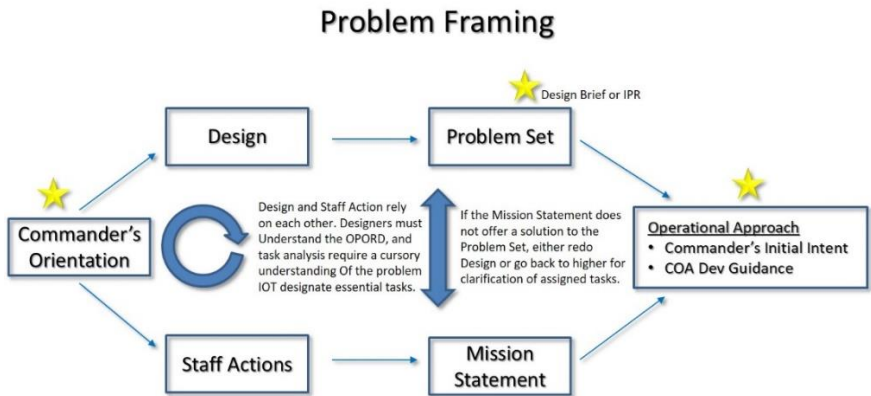 Problem Framing
Design Brief or IPR
Design
Problem Set
Commander's
Orientation
Design and Staff Action rely
on each other. Designers must
Understand the OPORD, and
task analysis require a cursory
understanding Of the problem
IOT designate essential tasks.
If the Mission Statement does
not offer a solution to the
Problem Set, either redo
Design or go back to higher for
clarification of assigned tasks.
Operational Approach
• Commander's Initial Intent
• COA Dev Guidance
Staff Actions
Mission
Statement